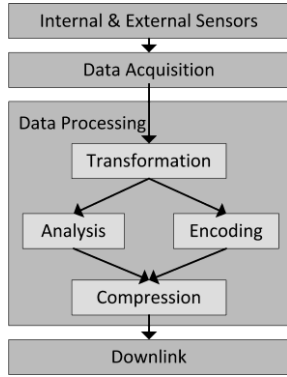 Internal & External Sensors
Data Acquisition
Data Processing
Transformation
Analysis
Encoding
Compression
Downlink